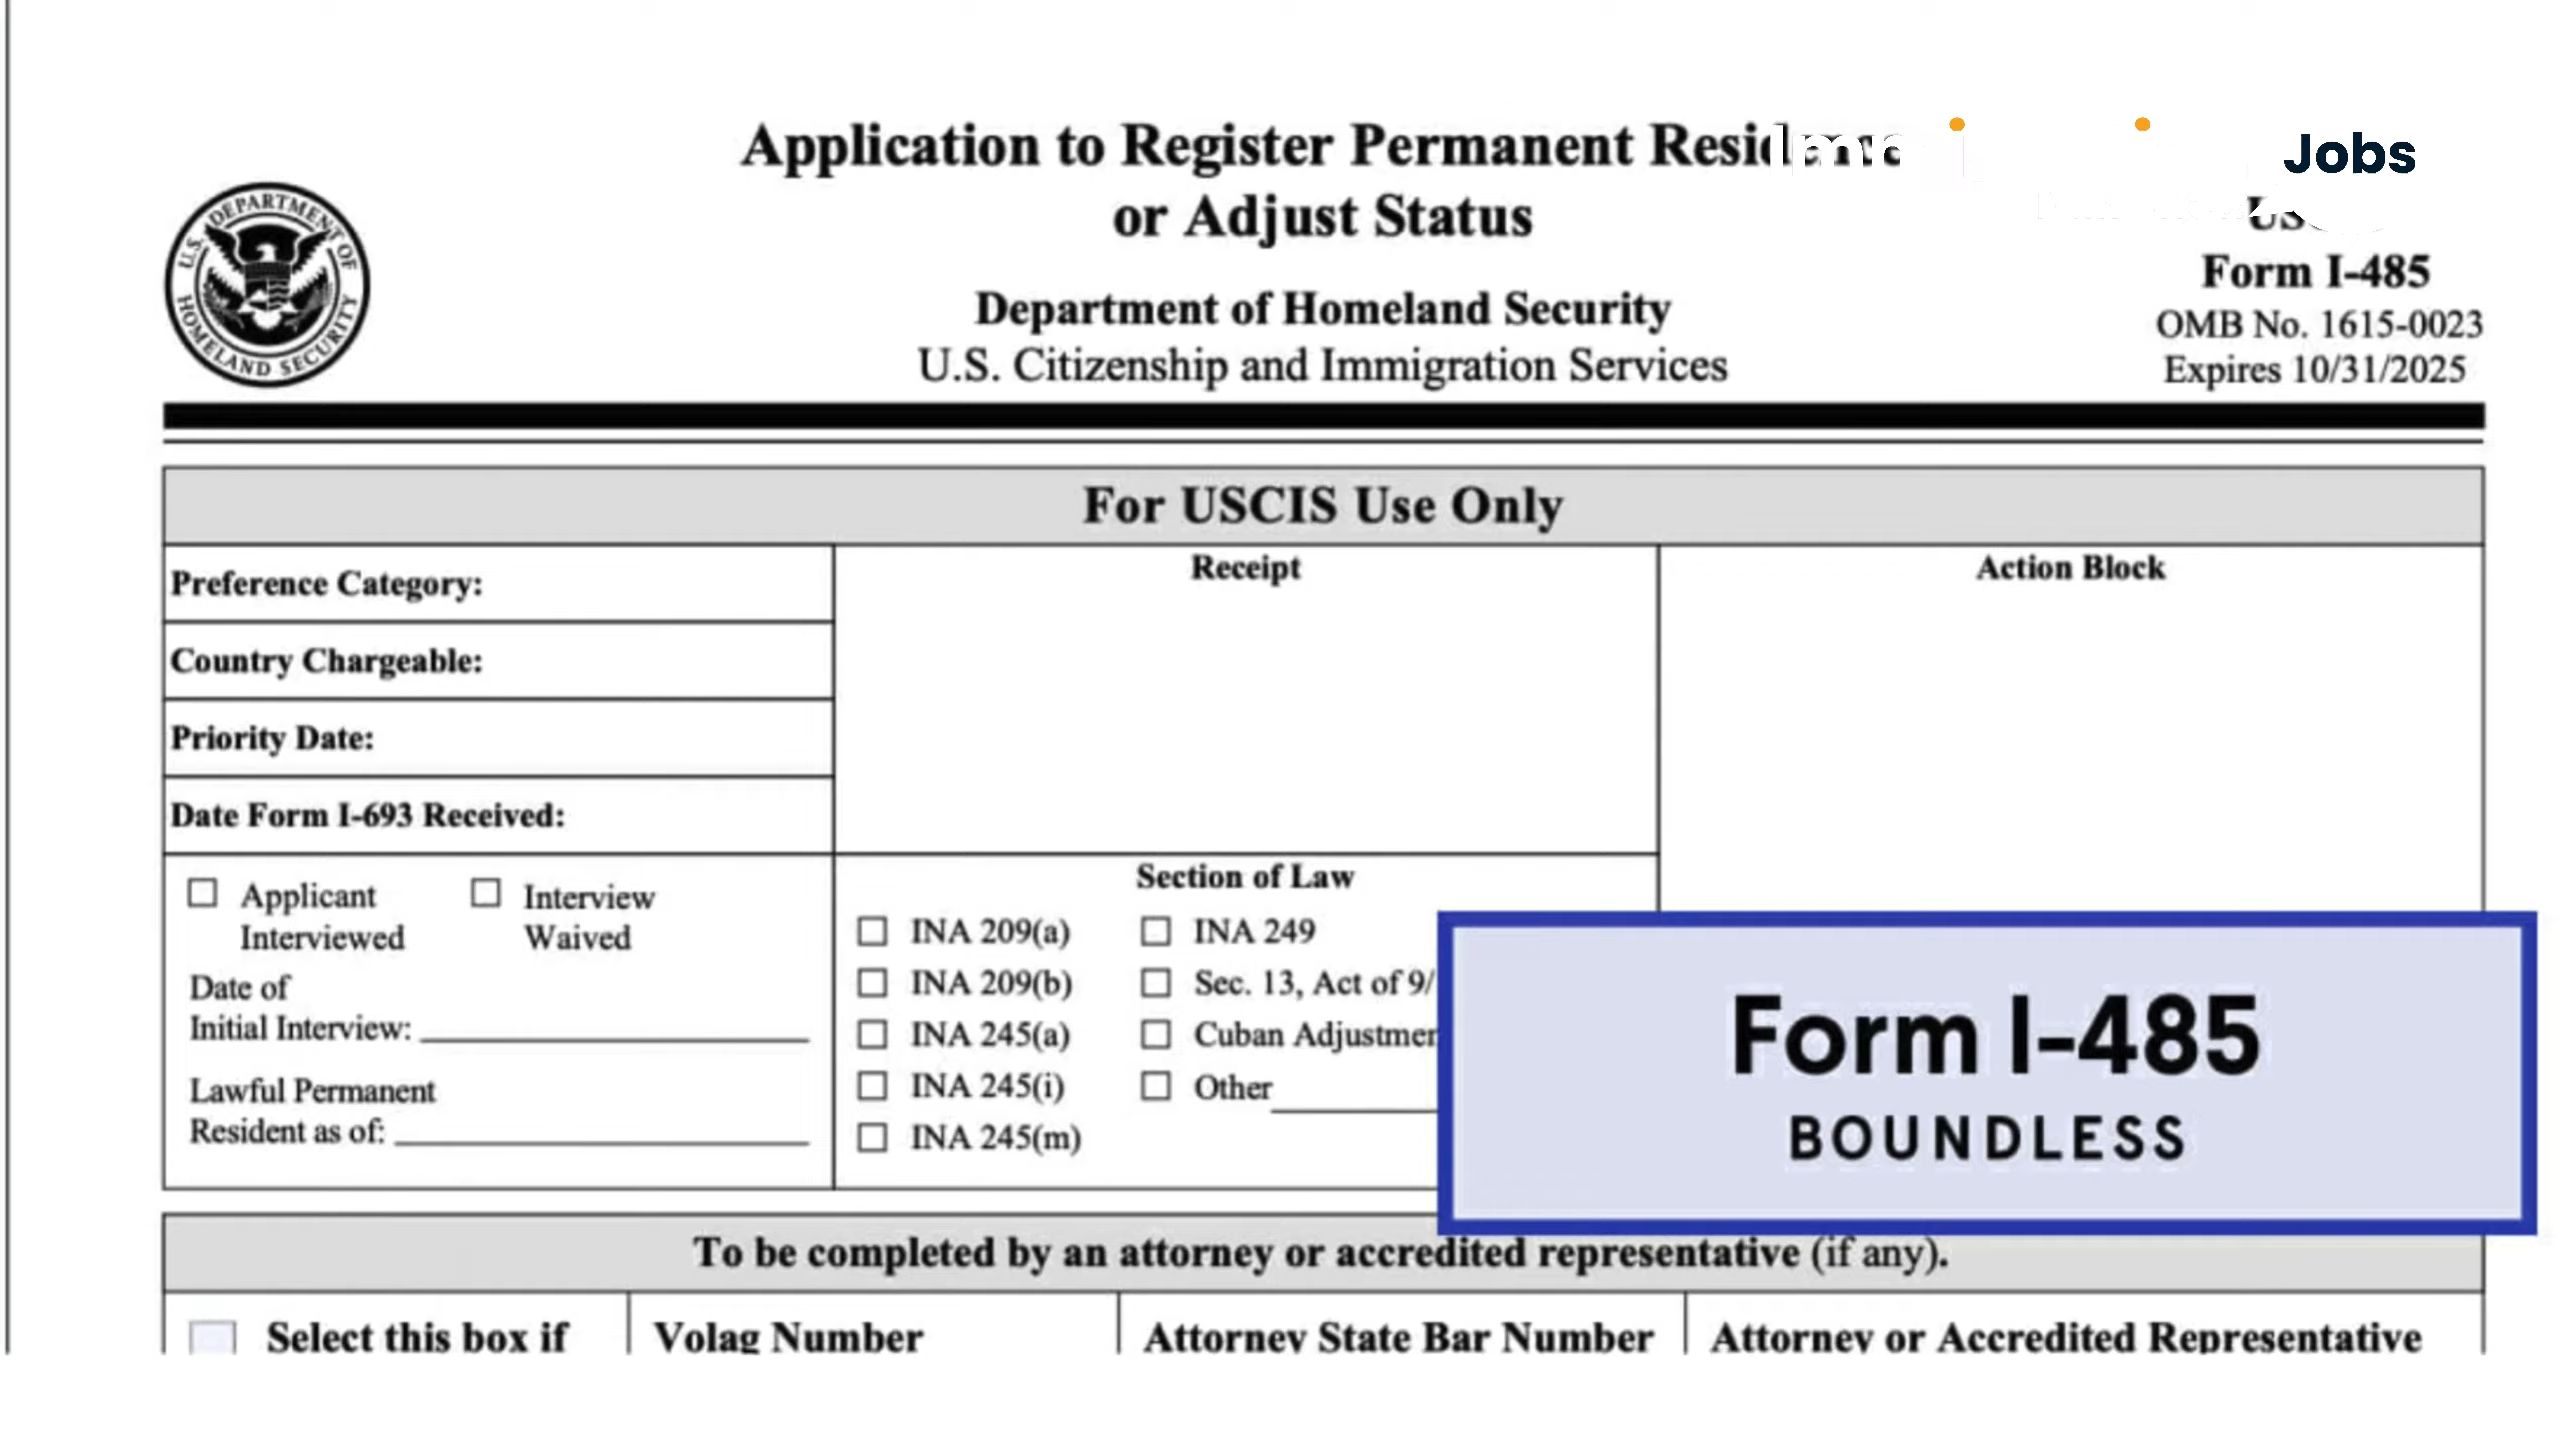 Application to Register Permanent
or Adjust Status
Department of Homeland Security
U.S. Citizenship and Immigration Services
U.S. DEPARTMENT OF HOMELAND SECURITY
Jobs
Form I-485
OMB No. 1615-0023
Expires 10/31/2025
For USCIS Use Only
Preference Category:
Country Chargeable:
Priority Date:
Date Form I-693 Received:
Receipt
Action Block
Applicant
Interviewed
Interview
Waived
Date of
Initial Interview:
Lawful Permanent
Resident as of:
Section of Law
INA 209(a)
INA 209(b)
INA 245(a)
INA 245(i)
INA 245(m)
INA 249
Sec. 13, Act of 9/
Cuban
Other
Form I-485
BOUNDLESS
To be completed by an attorney or accredited representative (if any).
Select this box if
Volag Number
Attorney State Bar Number
Attorney or Accredited Representative